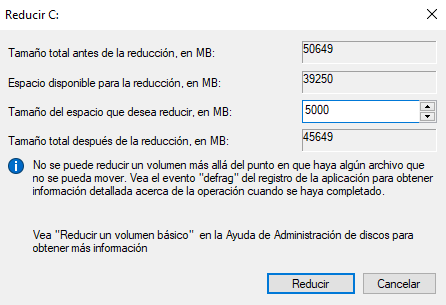 Reducir C:
Tamaño total antes de la reducción, en MB: 50649
Espacio disponible para la reducción, en MB: 39250
Tamaño del espacio que desea reducir, en MB: 5000
Tamaño total después de la reducción, en MB: 45649
No se puede reducir un volumen más allá del punto en que haya algún archivo que
no se pueda mover. Vea el evento "defrag" del registro de la aplicación para obtener
información detallada acerca de la operación cuando se haya completado.
Vea "Reducir un volumen básico" en la Ayuda de Administración de discos para
obtener más información
Reducir Cancelar